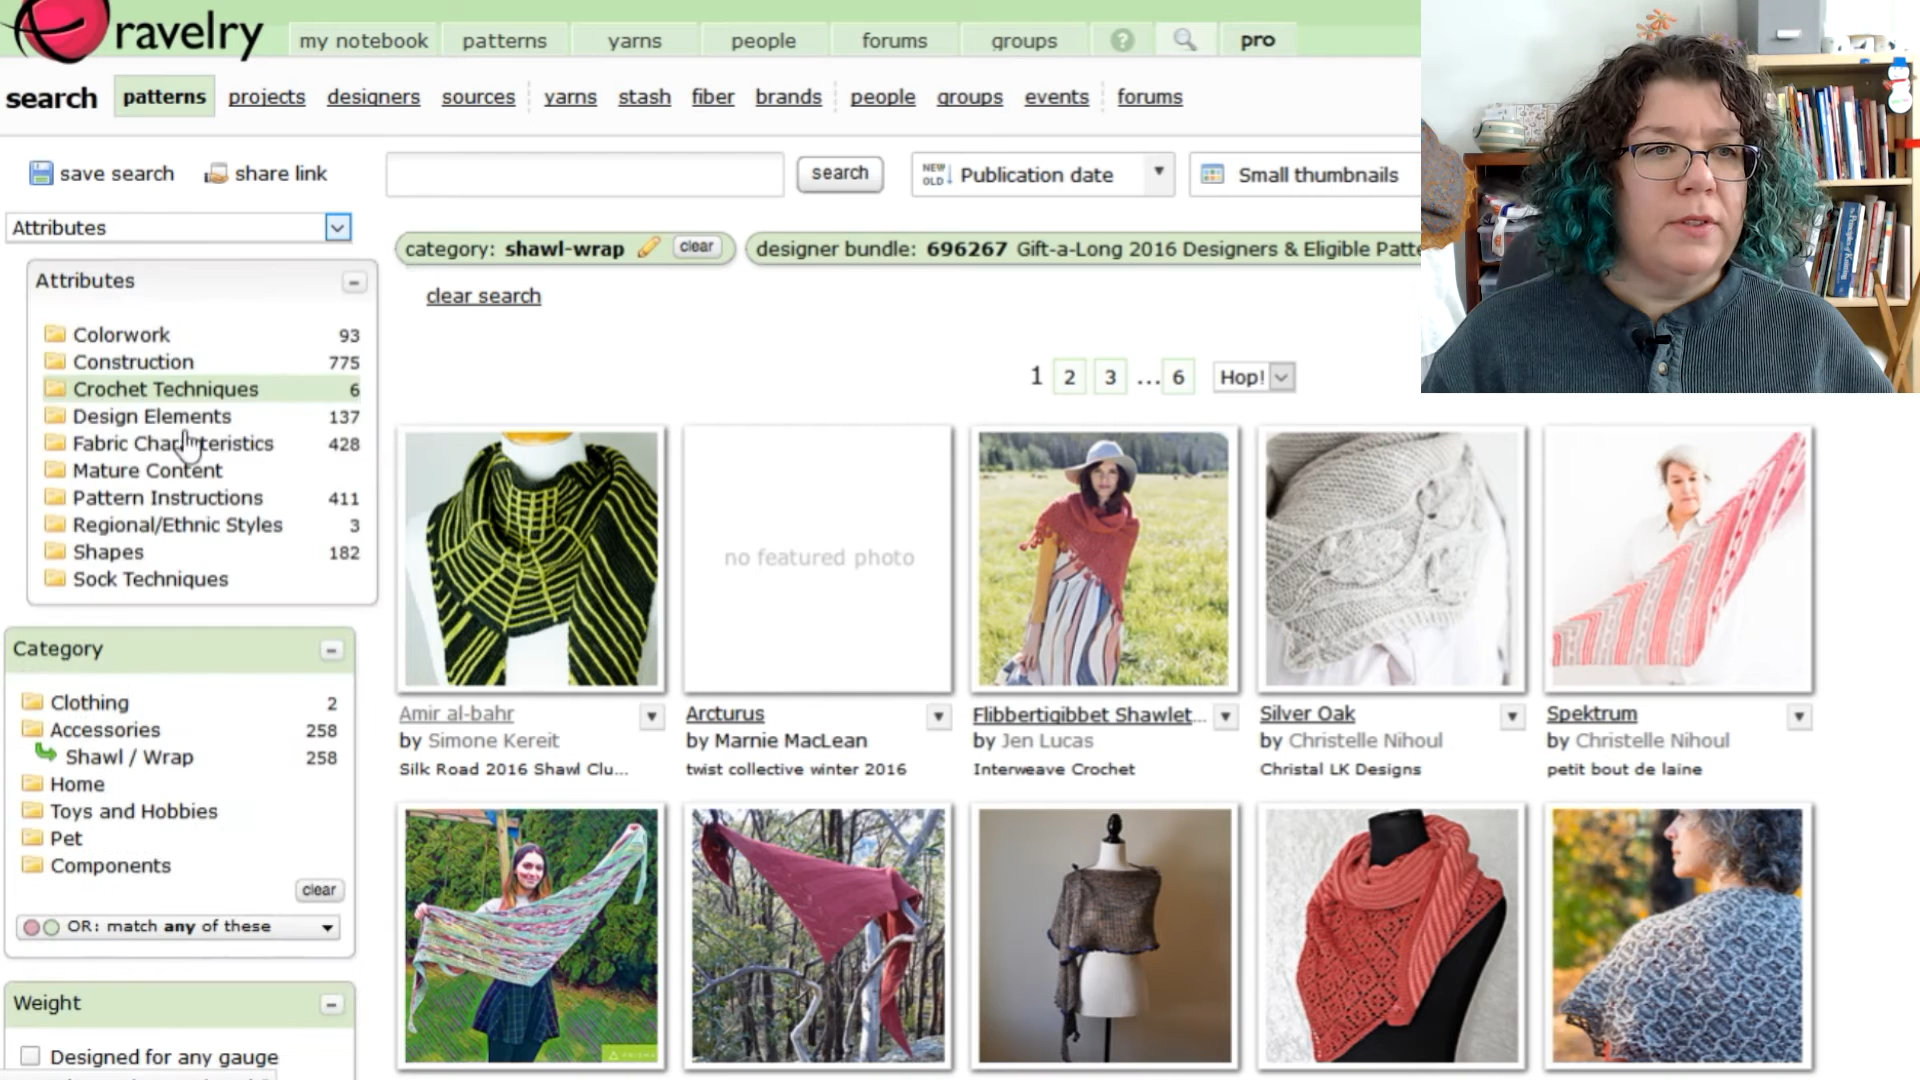 ravelry
my notebook patterns yarns people forums groups ? pro
search patterns projects designers sources yarns stash fiber brands people groups events forums
save search share link search NEW OLD Publication date Small thumbnails
Attributes
category: shawl-wrap clear designer bundle: 696267 Gift-a-Long 2016 Designers & Eligible Patte
clear search
Attributes
Colorwork 93
Construction 775
Crochet Techniques 6
Design Elements 137
Fabric Characteristics 428
Mature Content
Pattern Instructions 411
Regional/Ethnic Styles 3
Shapes 182
Sock Techniques
1 2 3 ... 6 Hop!
no featured photo
Category
Clothing 2
Accessories 258
Shawl / Wrap 258
Home
Toys and Hobbies
Pet
Components
clear
OR: match any of these
Weight
Designed for any gauge
Amir al-bahr
by Simone Kereit
Silk Road 2016 Shawl Clu...
Arcturus
by Marnie MacLean
twist collective winter 2016
Flibbertigibbet Shawlet...
by Jen Lucas
Interweave Crochet
Silver Oak
by Christelle Nihoul
Christal LK Designs
Spektrum
by Christelle Nihoul
petit bout de laine